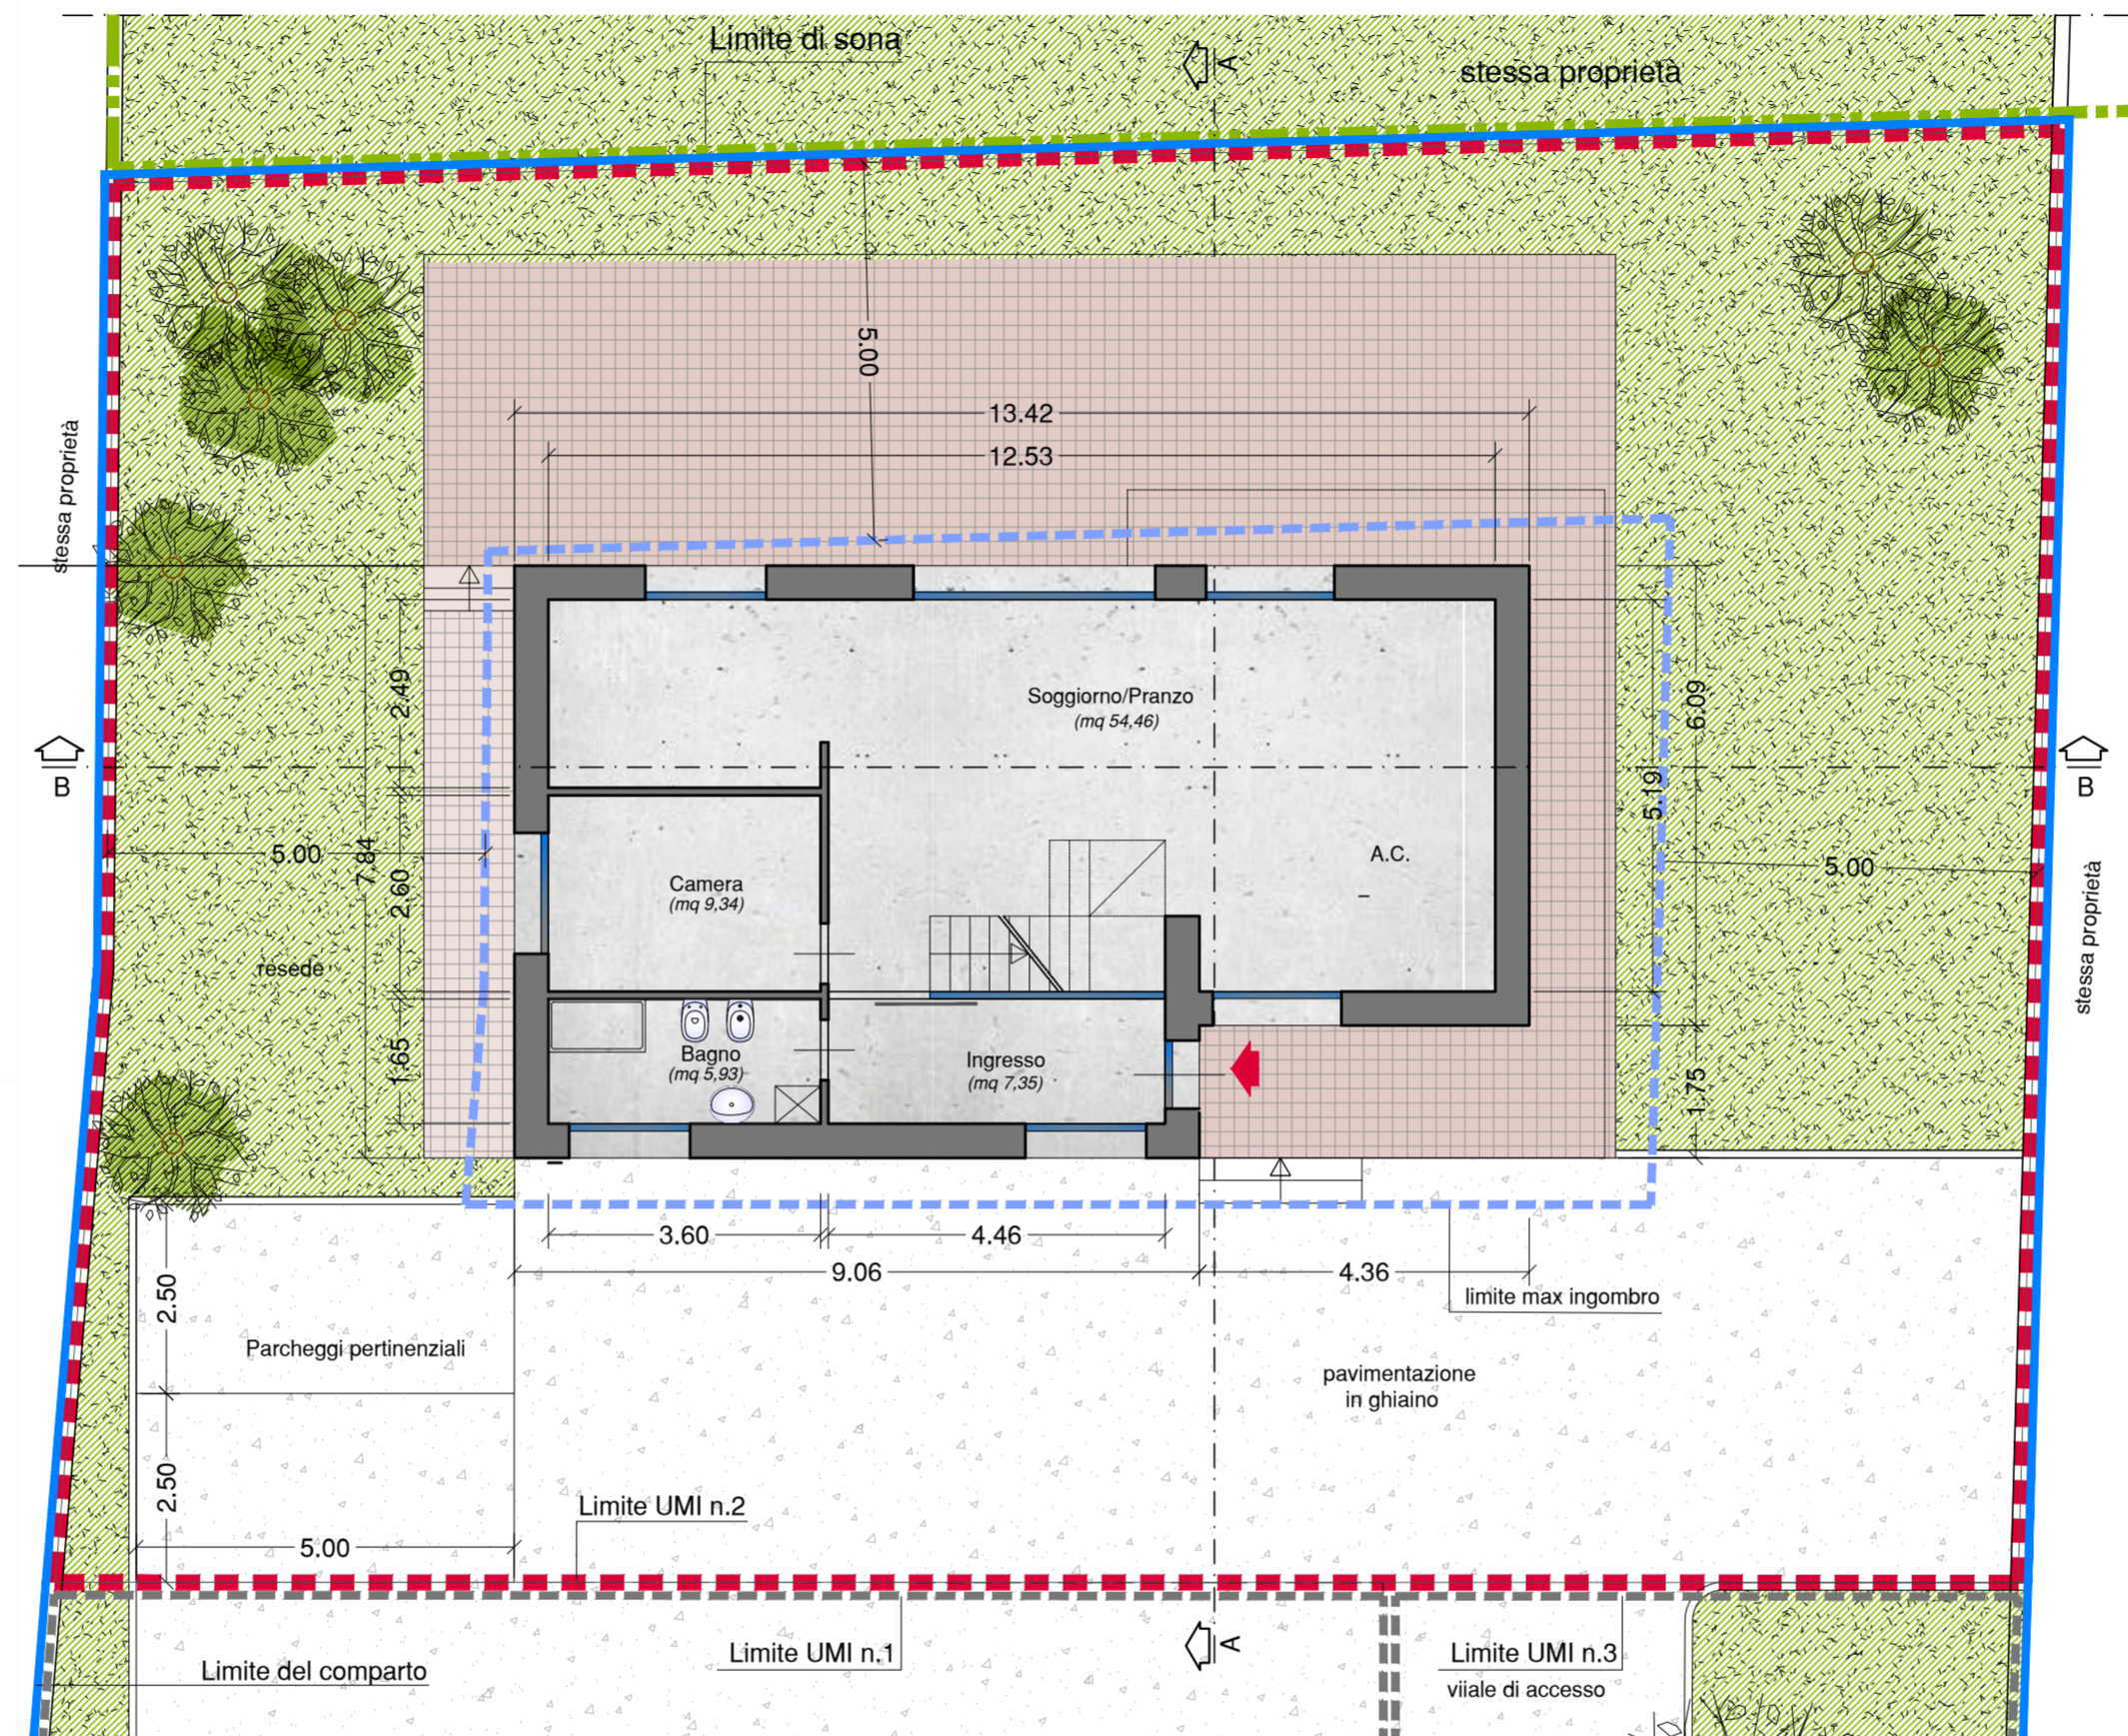 Limite di sona
A
stessa proprietà
5.00
13.42
12.53
stessa proprietà
2.49
Soggiorno/Pranzo
(mq 54,46)
6.09
B
B
5.19
5.00
7.84
2.60
Camera
(mq 9,34)
A.C.
5.00
stessa proprietà
resede
1.65
Bagno
(mq 5,93)
Ingresso
(mq 7,35)
1.75
3.60
4.46
9.06
4.36
2.50
limite max ingombro
Parcheggi pertinenziali
pavimentazione
in ghiaino
2.50
Limite UMI n.2
5.00
A
Limite UMI n.1
Limite UMI n.3
Limite del comparto
viiale di accesso